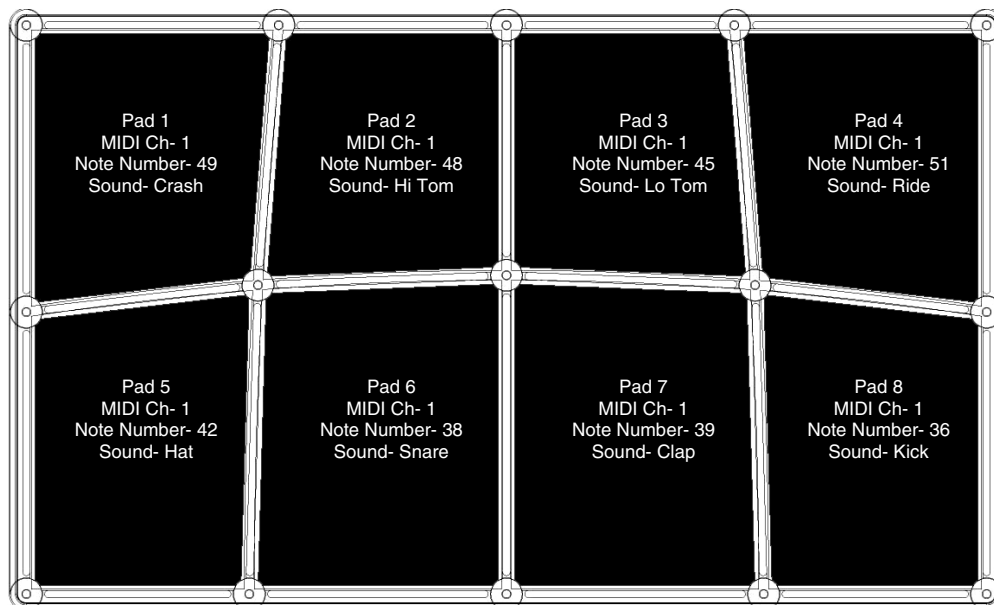 Pad 1
MIDI Ch- 1
Note Number- 49
Sound- Crash
Pad 2
MIDI Ch- 1
Note Number- 48
Sound- Hi Tom
Pad 3
MIDI Ch- 1
Note Number- 45
Sound- Lo Tom
Pad 4
MIDI Ch- 1
Note Number- 51
Sound- Ride
Pad 5
MIDI Ch- 1
Note Number- 42
Sound- Hat
Pad 6
MIDI Ch- 1
Note Number- 38
Sound- Snare
Pad 7
MIDI Ch- 1
Note Number- 39
Sound- Clap
Pad 8
MIDI Ch- 1
Note Number- 36
Sound- Kick